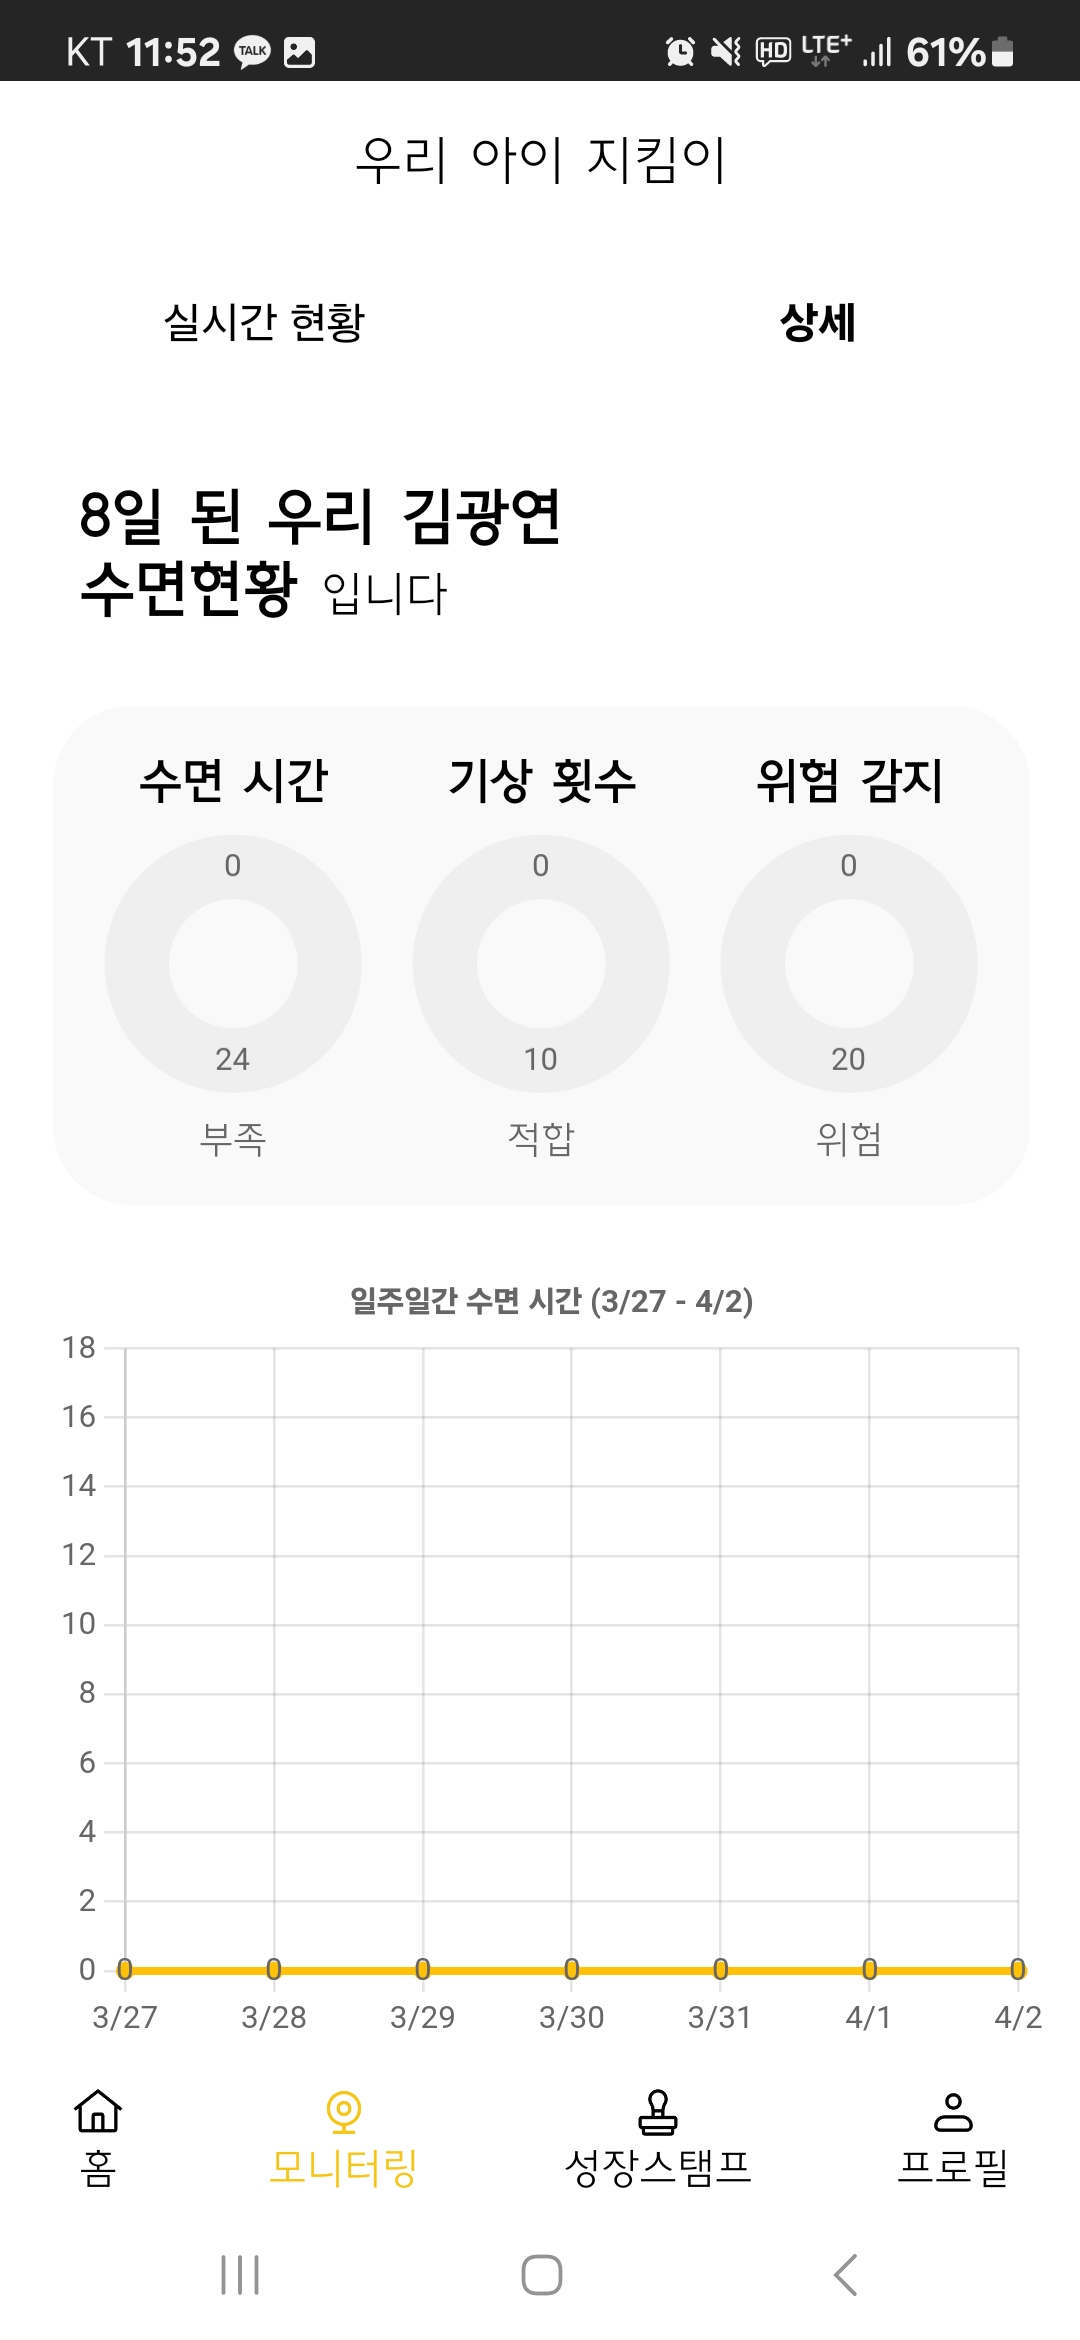 KT 11:52 TALK HD LTE+ 61%
우리 아이 지킴이
실시간 현황 상세
8일 된 우리 김광연
수면현황 입니다
수면 시간 기상 횟수 위험 감지
0 0 0
24 10 20
부족 적합 위험
일주일간 수면 시간 (3/27 - 4/2)
18
16
14
12
10
8
6
4
2
0 0 0 0 0 0 0 0
3/27 3/28 3/29 3/30 3/31 4/1 4/2
홈 모니터링 성장스탬프 프로필